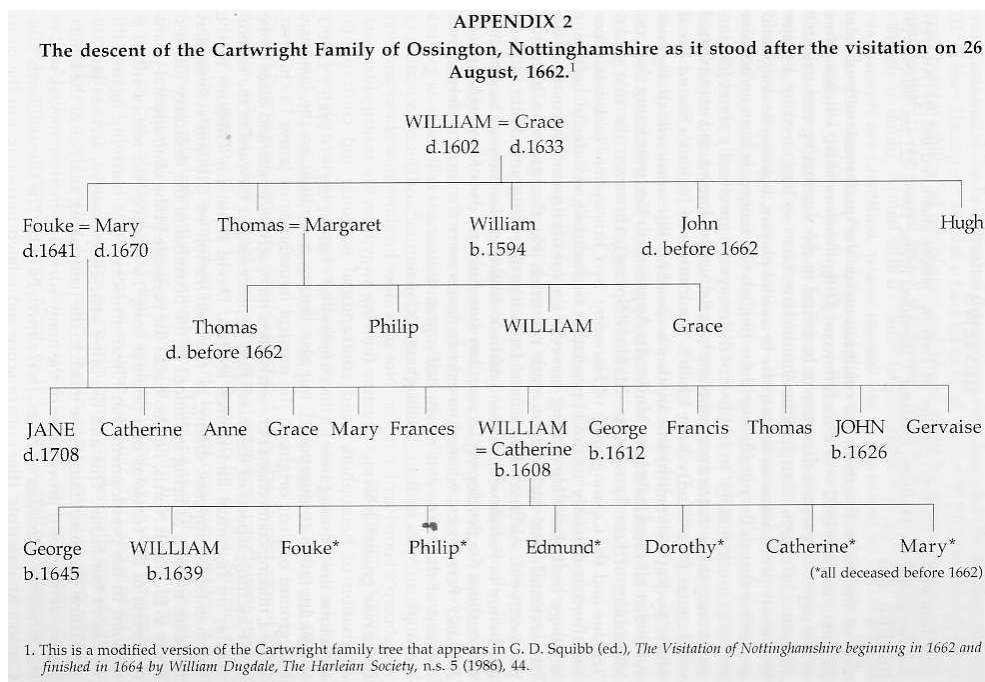 APPENDIX 2
The descent of the Cartwright Family of Ossington, Nottinghamshire as it stood after the visitation on 26
August, 1662.¹
WILLIAM = Grace
d.1602 d.1633
Fouke = Mary Thomas = Margaret William John Hugh
d.1641 d.1670 b.1594 d. before 1662
Thomas Philip WILLIAM Grace
d. before 1662
JANE Catherine Anne Grace Mary Frances WILLIAM George Francis Thomas JOHN Gervaise
d.1708 = Catherine b.1612 b.1626
b.1608
George WILLIAM Fouke* Philip* Edmund* Dorothy* Catherine* Mary*
b.1645 b.1639 (*all deceased before 1662)
1. This is a modified version of the Cartwright family tree that appears in G. D. Squibb (ed.), The Visitation of Nottinghamshire beginning in 1662 and
finished in 1664 by William Dugdale, The Harleian Society, n.s. 5 (1986), 44.